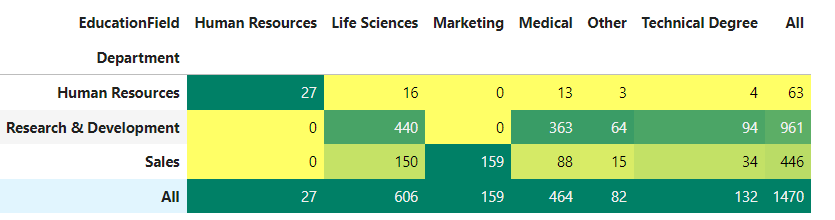 EducationField Human Resources Life Sciences Marketing Medical Other Technical Degree All
Department
Human Resources 27 16 0 13 3 4 63
Research & Development 0 440 0 363 64 94 961
Sales 0 150 159 88 15 34 446
All 27 606 159 464 82 132 1470